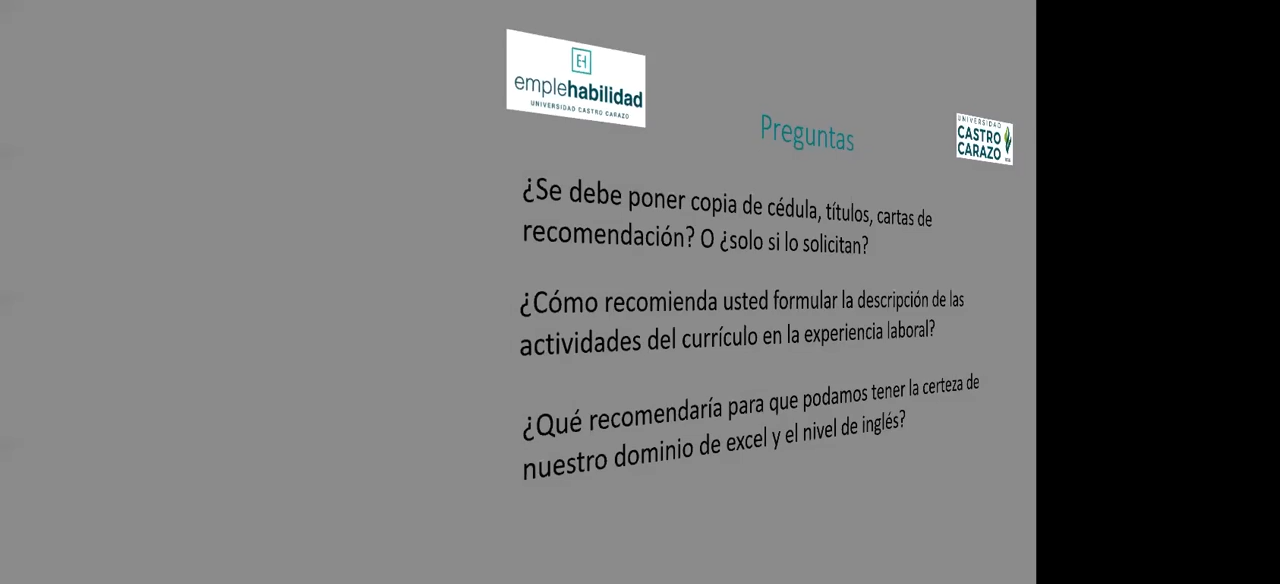 EH
emplehabilidad
UNIVERSIDAD CASTRO CARAZO
Preguntas
UNIVERSIDAD
CASTRO
CARAZO
¿Se debe poner copia de cédula, títulos, cartas de
recomendación? O ¿solo si lo solicitan?
¿Cómo recomienda usted formular la descripción de las
actividades del currículo en la experiencia laboral?
¿Qué recomendaría para que podamos tener la certeza de
nuestro dominio de excel y el nivel de inglés?